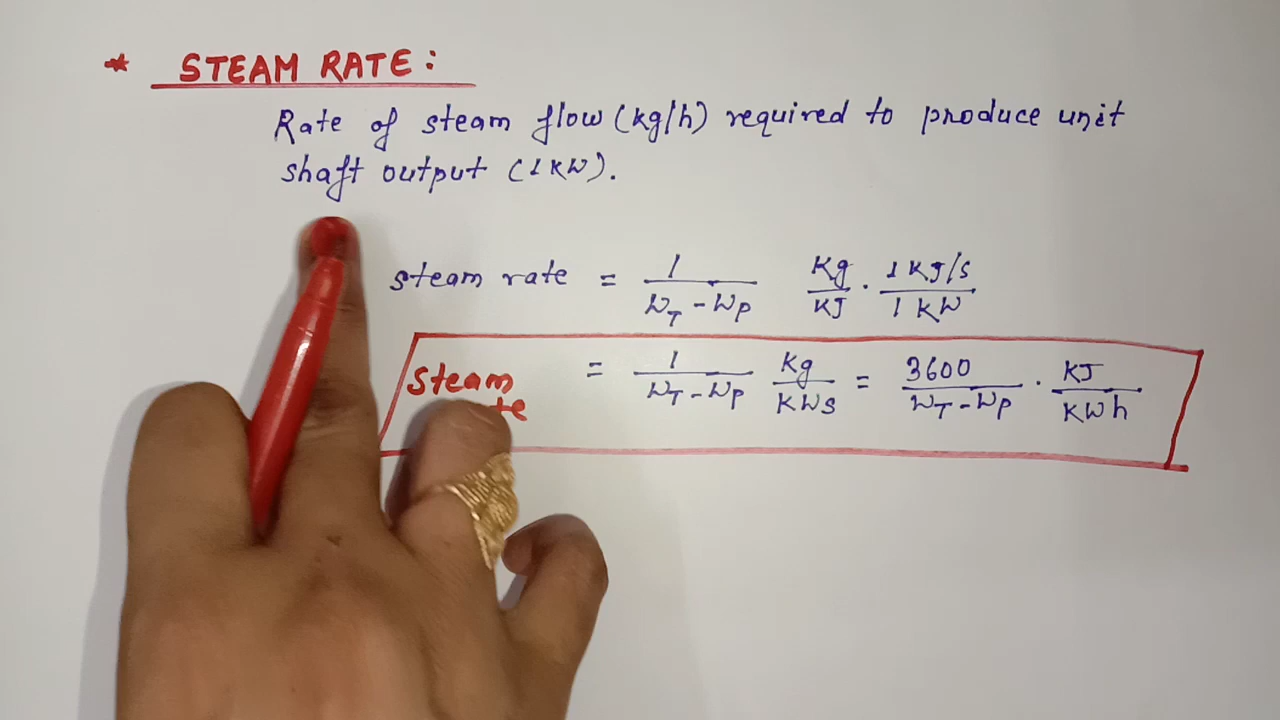 * STEAM RATE:
Rate of steam flow (kg/h) required to produce unit
shaft output (1 KW).
steam rate = 1 / (WT - WP) Kg/KJ . 1 KJ/s / 1 KW
Steam = 1 / (WT - WP) Kg/KWs = 3600 / (WT - WP) . KJ/KWh